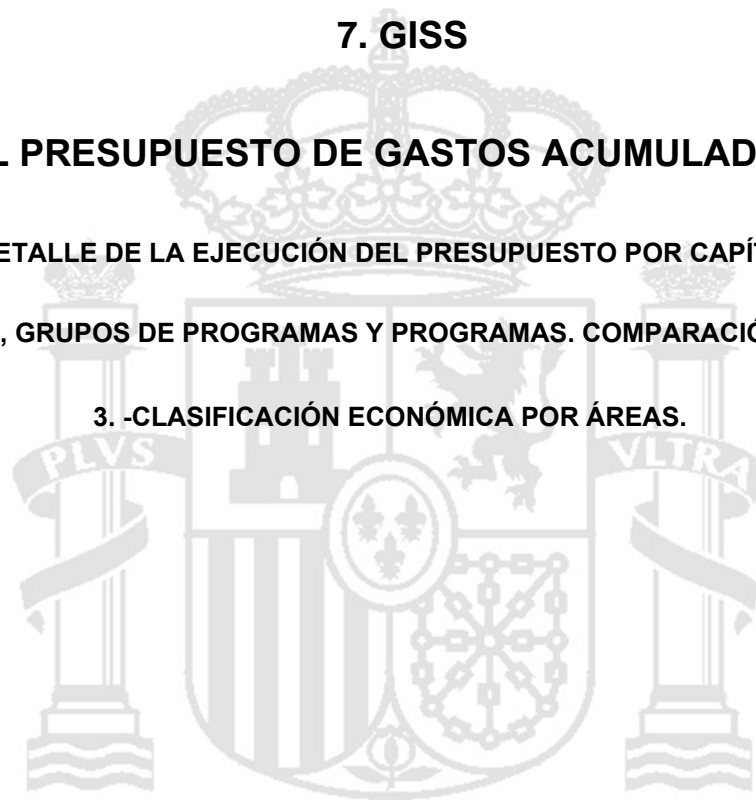 7. GISS
L PRESUPUESTO DE GASTOS ACUMULAD
ETALLE DE LA EJECUCIÓN DEL PRESUPUESTO POR CAPÍT
, GRUPOS DE PROGRAMAS Y PROGRAMAS. COMPARACIÓ
3. -CLASIFICACIÓN ECONÓMICA POR ÁREAS.
PLVS
VLTRA